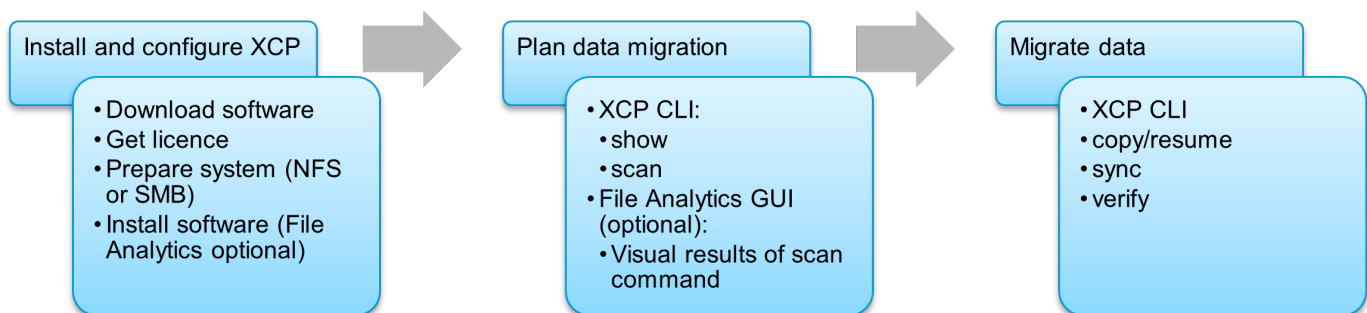 Install and configure XCP
• Download software
• Get licence
• Prepare system (NFS
or SMB)
• Install software (File
Analytics optional)
Plan data migration
• XCP CLI:
• show
• scan
• File Analytics GUI
(optional):
• Visual results of scan
command
Migrate data
• XCP CLI
• copy/resume
• sync
• verify